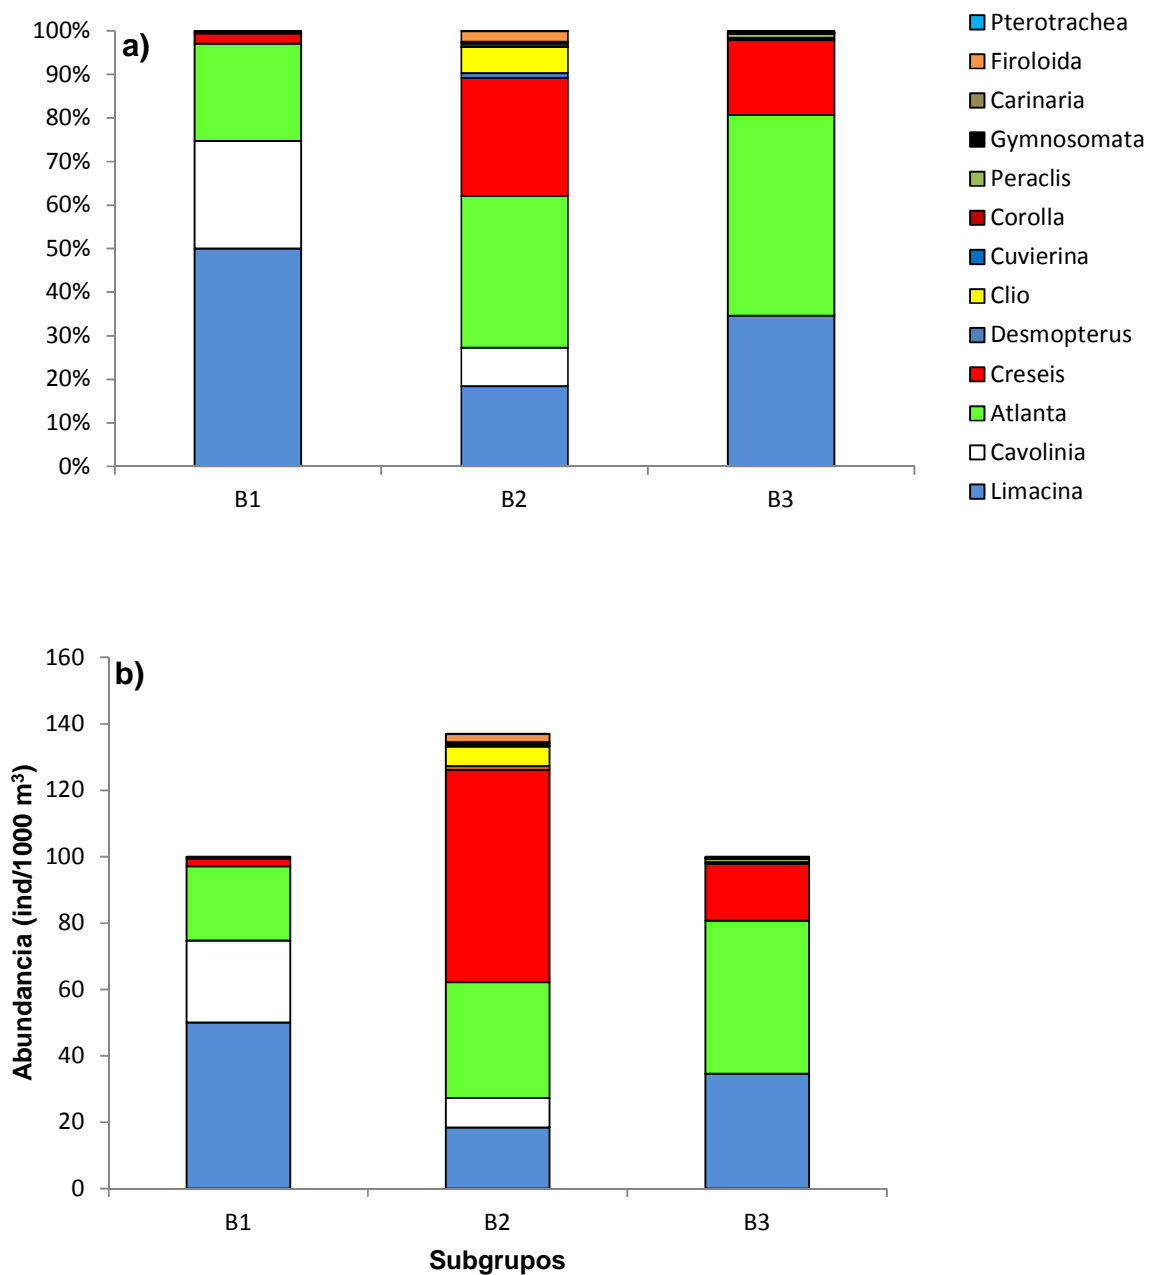 a)
100%
90%
80%
70%
60%
50%
40%
30%
20%
10%
0%
B1 B2 B3
Pterotrachea
Firoloida
Carinaria
Gymnosomata
Peraclis
Corolla
Cuvierina
Clio
Desmopterus
Creseis
Atlanta
Cavolinia
Limacina
b)
Abundancia (ind/1000 m³)
160
140
120
100
80
60
40
20
0
B1 B2 B3
Subgrupos